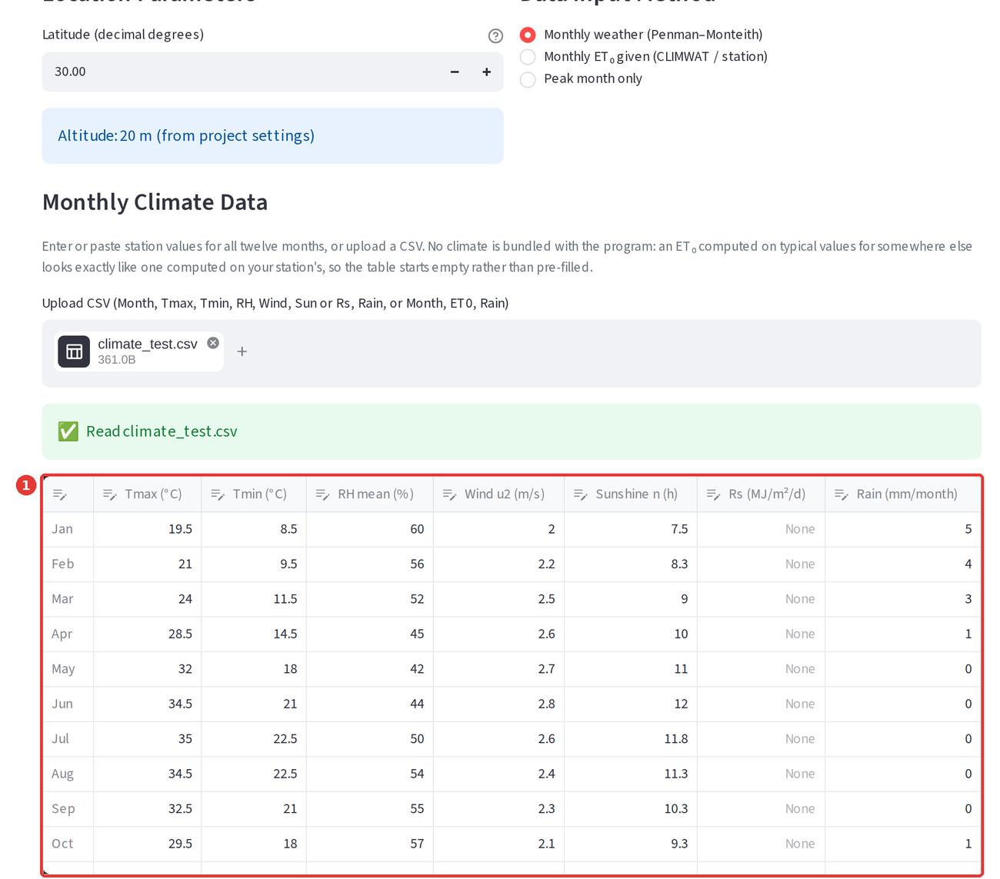 Location Parameters
Data Input Method
Latitude (decimal degrees)
30.00
Monthly weather (Penman–Monteith)
Monthly ET₀ given (CLIMWAT / station)
Peak month only
Altitude: 20 m (from project settings)
Monthly Climate Data
Enter or paste station values for all twelve months, or upload a CSV. No climate is bundled with the program: an ET₀ computed on typical values for somewhere else
looks exactly like one computed on your station's, so the table starts empty rather than pre-filled.
Upload CSV (Month, Tmax, Tmin, RH, Wind, Sun or Rs, Rain, or Month, ET0, Rain)
climate_test.csv
361.0B
Read climate_test.csv
1
Tmax (°C) Tmin (°C) RH mean (%) Wind u2 (m/s) Sunshine n (h) Rs (MJ/m²/d) Rain (mm/month)
Jan 19.5 8.5 60 2 7.5 None 5
Feb 21 9.5 56 2.2 8.3 None 4
Mar 24 11.5 52 2.5 9 None 3
Apr 28.5 14.5 45 2.6 10 None 1
May 32 18 42 2.7 11 None 0
Jun 34.5 21 44 2.8 12 None 0
Jul 35 22.5 50 2.6 11.8 None 0
Aug 34.5 22.5 54 2.4 11.3 None 0
Sep 32.5 21 55 2.3 10.3 None 0
Oct 29.5 18 57 2.1 9.3 None 1